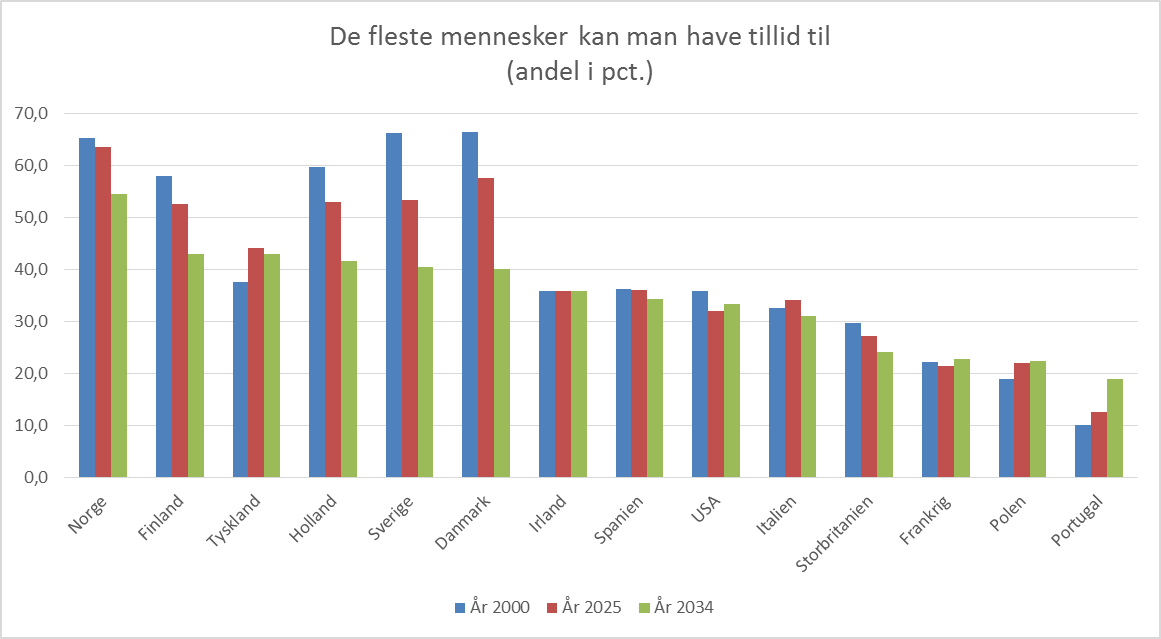 De fleste mennesker kan man have tillid til
(andel i pct.)
70,0
60,0
50,0
40,0
30,0
20,0
10,0
0,0
Norge
Finland
Tyskland
Holland
Sverige
Danmark
Irland
Spanien
USA
Italien
Storbritanien
Frankrig
Polen
Portugal
År 2000
År 2025
År 2034